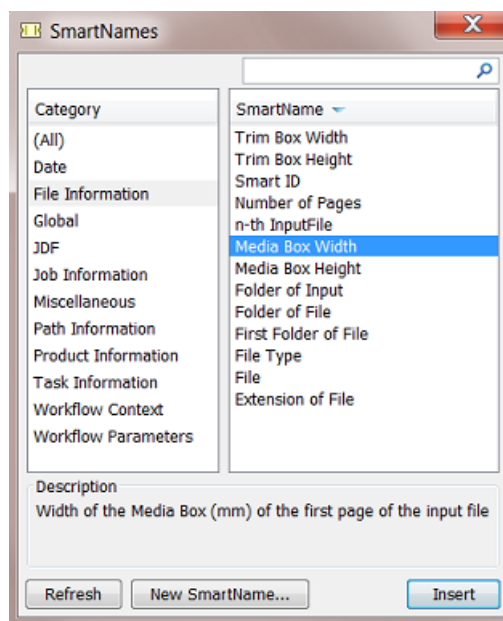 SmartNames
Category
(All)
Date
File Information
Global
JDF
Job Information
Miscellaneous
Path Information
Product Information
Task Information
Workflow Context
Workflow Parameters
SmartName
Trim Box Width
Trim Box Height
Smart ID
Number of Pages
n-th InputFile
Media Box Width
Media Box Height
Folder of Input
Folder of File
First Folder of File
File Type
File
Extension of File
Description
Width of the Media Box (mm) of the first page of the input file
Refresh
New SmartName...
Insert